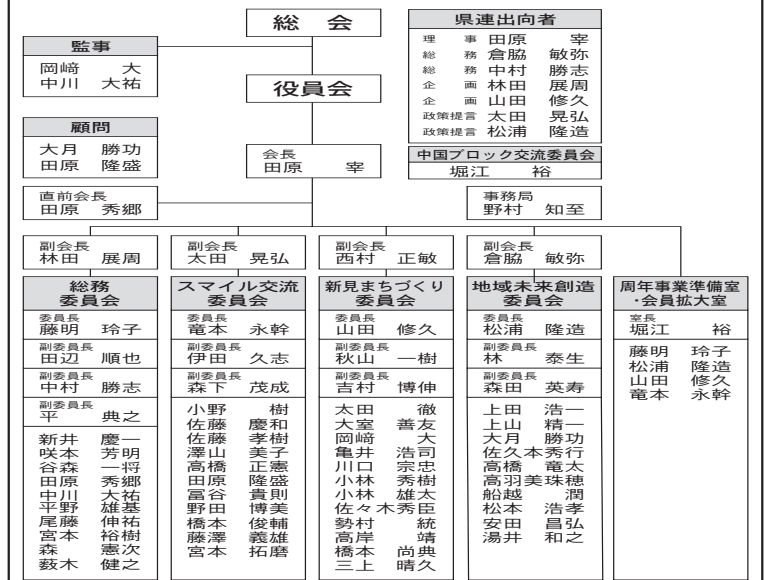 総　会
監事
岡﨑　大
中川　大祐
役員会
県連出向者
理　事 田原　宰
総　務 倉脇　敏弥
総　務 中村　勝志
企　画 林田　展周
企　画 山田　修久
政策提言 太田　晃弘
政策提言 松浦　隆造
中国ブロック交流委員会
堀江　裕
顧問
大月　勝功
田原　隆盛
会長
田原　宰
直前会長
田原　秀郷
事務局
野村　知至
副会長
林田　展周
副会長
太田　晃弘
副会長
西村　正敏
副会長
倉脇　敏弥
総務
委員会
委員長
藤明　玲子
副委員長
田辺　順也
副委員長
中村　勝志
副委員長
平　典之
新井　慶一
咲本　芳明
谷森　一将
田原　秀郷
中川　大祐
平野　雄基
尾藤　伸祐
宮本　裕樹
森　憲次
薮木　健之
スマイル交流
委員会
委員長
竜本　永幹
副委員長
伊田　久志
副委員長
森下　茂成
小野　樹
佐藤　慶和
佐藤　孝樹
澤山　美子
高橋　正憲
田原　隆盛
冨谷　貴則
野田　博美
橋本　俊輔
藤澤　義雄
宮本　拓磨
新見まちづくり
委員会
委員長
山田　修久
副委員長
秋山　一樹
副委員長
吉村　博伸
太田　徹
大室　善友
岡﨑　大
亀井　浩司
川口　宗忠
小林　秀樹
小林　雄太
佐々木秀臣
勢村　統
高岸　靖
橋本　尚典
三上　晴久
地域未来創造
委員会
委員長
松浦　隆造
副委員長
林　泰生
副委員長
森田　英寿
上田　浩一
上山　精一
大月　勝功
佐久本秀行
高橋　竜太
高羽美珠穂
船越　潤
松本　浩孝
安田　昌弘
湯井　和之
周年事業準備室
・会員拡大室
室長
堀江　裕
藤明　玲子
松浦　隆造
山田　修久
竜本　永幹